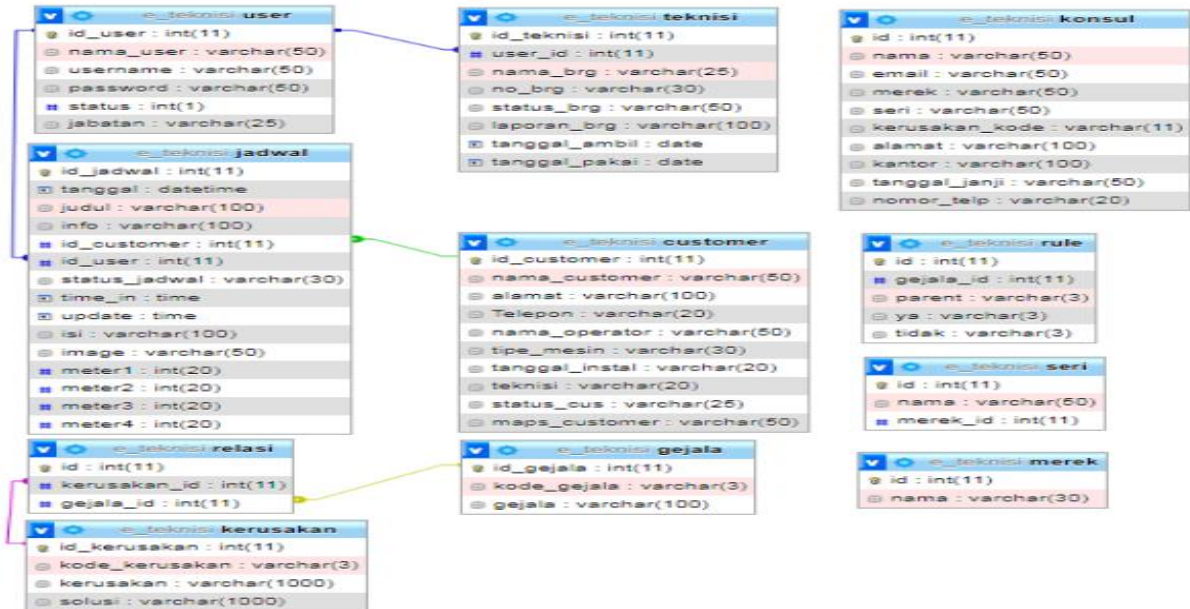 e_teknisi user
id_user : int(11)
nama_user : varchar(50)
username : varchar(50)
password : varchar(50)
status : int(1)
jabatan : varchar(25)
e_teknisi jadwal
id_jadwal : int(11)
tanggal : datetime
judul : varchar(100)
info : varchar(100)
id_customer : int(11)
id_user : int(11)
status_jadwal : varchar(30)
time_in : time
update : time
isi : varchar(100)
image : varchar(50)
meter1 : int(20)
meter2 : int(20)
meter3 : int(20)
meter4 : int(20)
e_teknisi relasi
id : int(11)
kerusakan_id : int(11)
gejala_id : int(11)
e_teknisi kerusakan
id_kerusakan : int(11)
kode_kerusakan : varchar(3)
kerusakan : varchar(1000)
solusi : varchar(1000)
e_teknisi teknisi
id_teknisi : int(11)
user_id : int(11)
nama_brg : varchar(25)
no_brg : varchar(30)
status_brg : varchar(50)
laporan_brg : varchar(100)
tanggal_ambil : date
tanggal_pakai : date
e_teknisi customer
id_customer : int(11)
nama_customer : varchar(50)
alamat : varchar(100)
Telepon : varchar(20)
nama_operator : varchar(50)
tipe_mesin : varchar(30)
tanggal_instal : varchar(20)
teknisi : varchar(20)
status_cus : varchar(25)
maps_customer : varchar(50)
e_teknisi gejala
id_gejala : int(11)
kode_gejala : varchar(3)
gejala : varchar(100)
e_teknisi konsul
id : int(11)
nama : varchar(50)
email : varchar(50)
merek : varchar(50)
seri : varchar(50)
kerusakan_kode : varchar(11)
alamat : varchar(100)
kantor : varchar(100)
tanggal_janji : varchar(50)
nomor_telp : varchar(20)
e_teknisi rule
id : int(11)
gejala_id : int(11)
parent : varchar(3)
ya : varchar(3)
tidak : varchar(3)
e_teknisi seri
id : int(11)
nama : varchar(50)
merek_id : int(11)
e_teknisi merek
id : int(11)
nama : varchar(30)